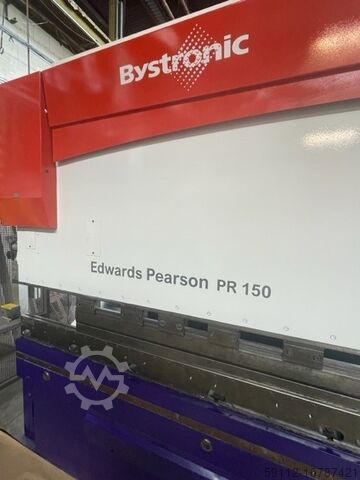 Bystronic
Edwards Pearson PR 150
59112 16787421